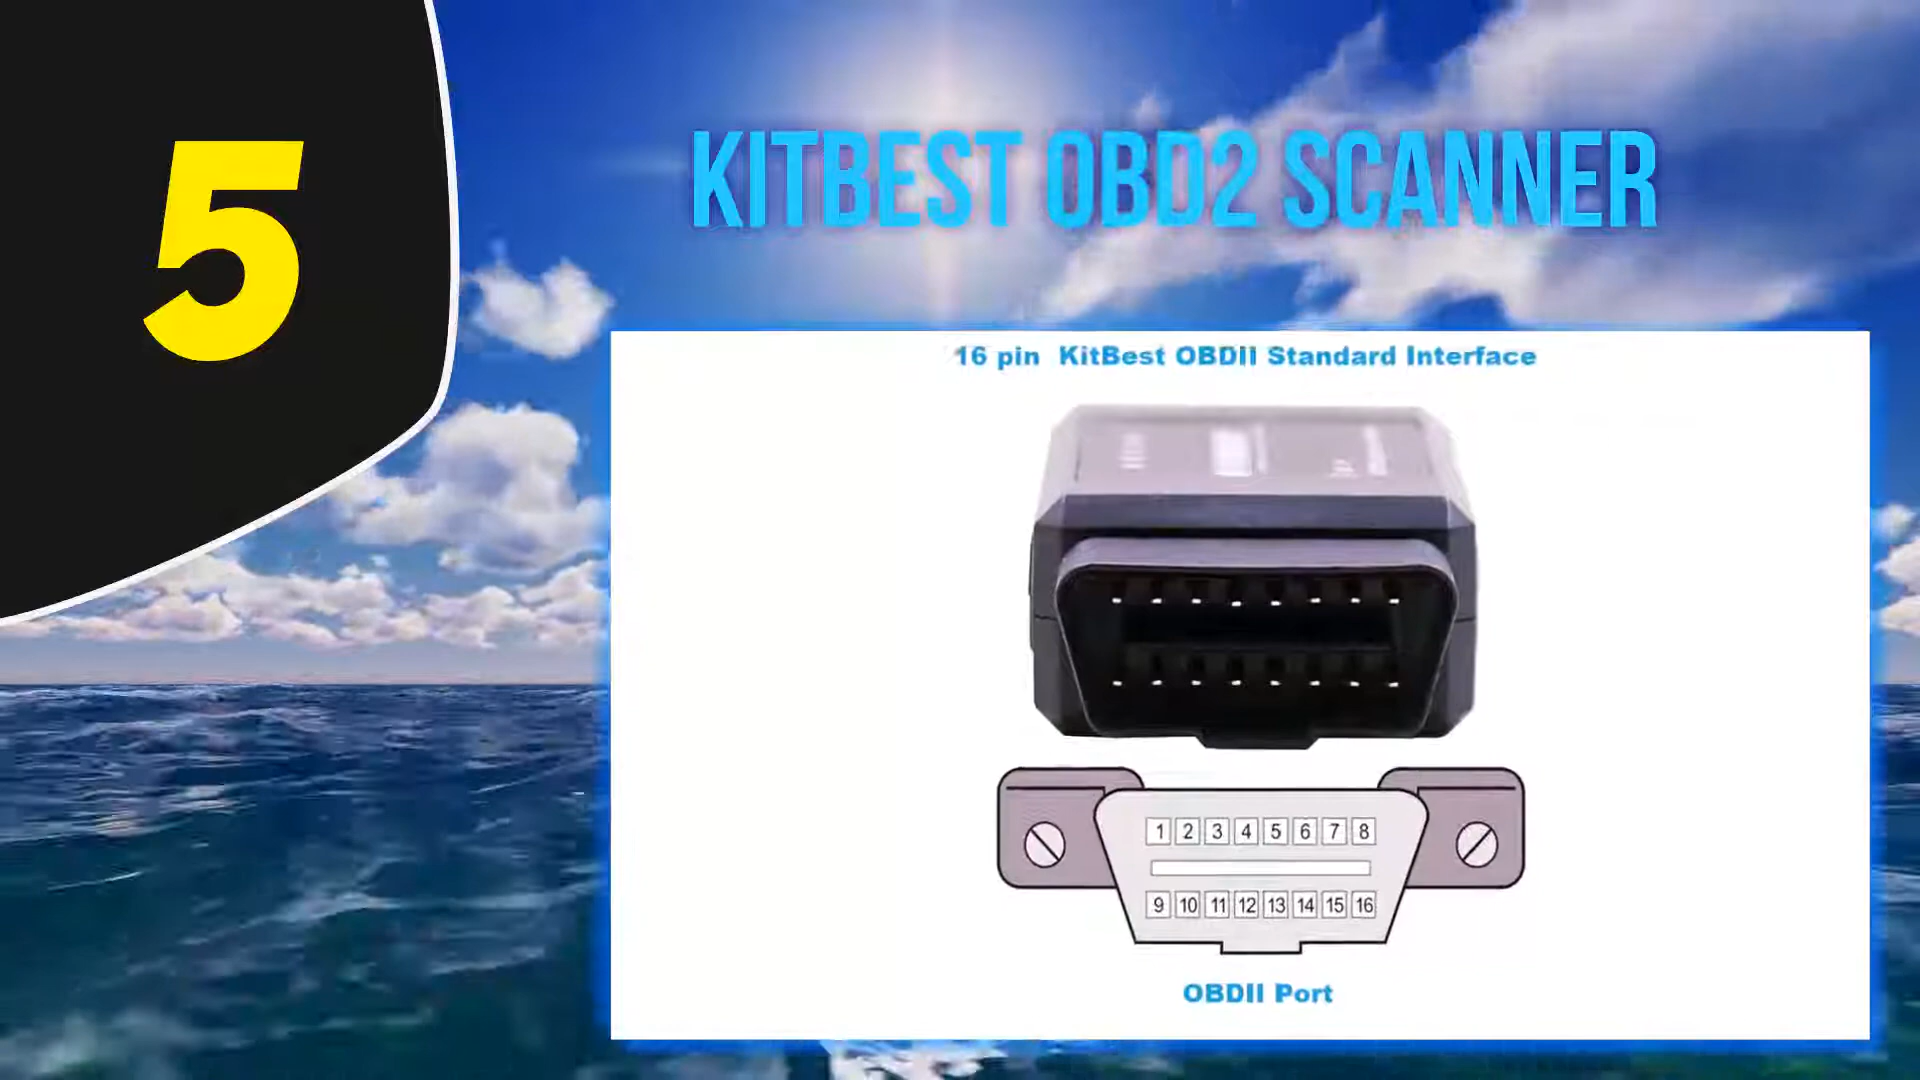 5
KITBEST OBD2 SCANNER
16 pin KitBest OBDII Standard Interface
1 2 3 4 5 6 7 8
9 10 11 12 13 14 15 16
OBDII Port